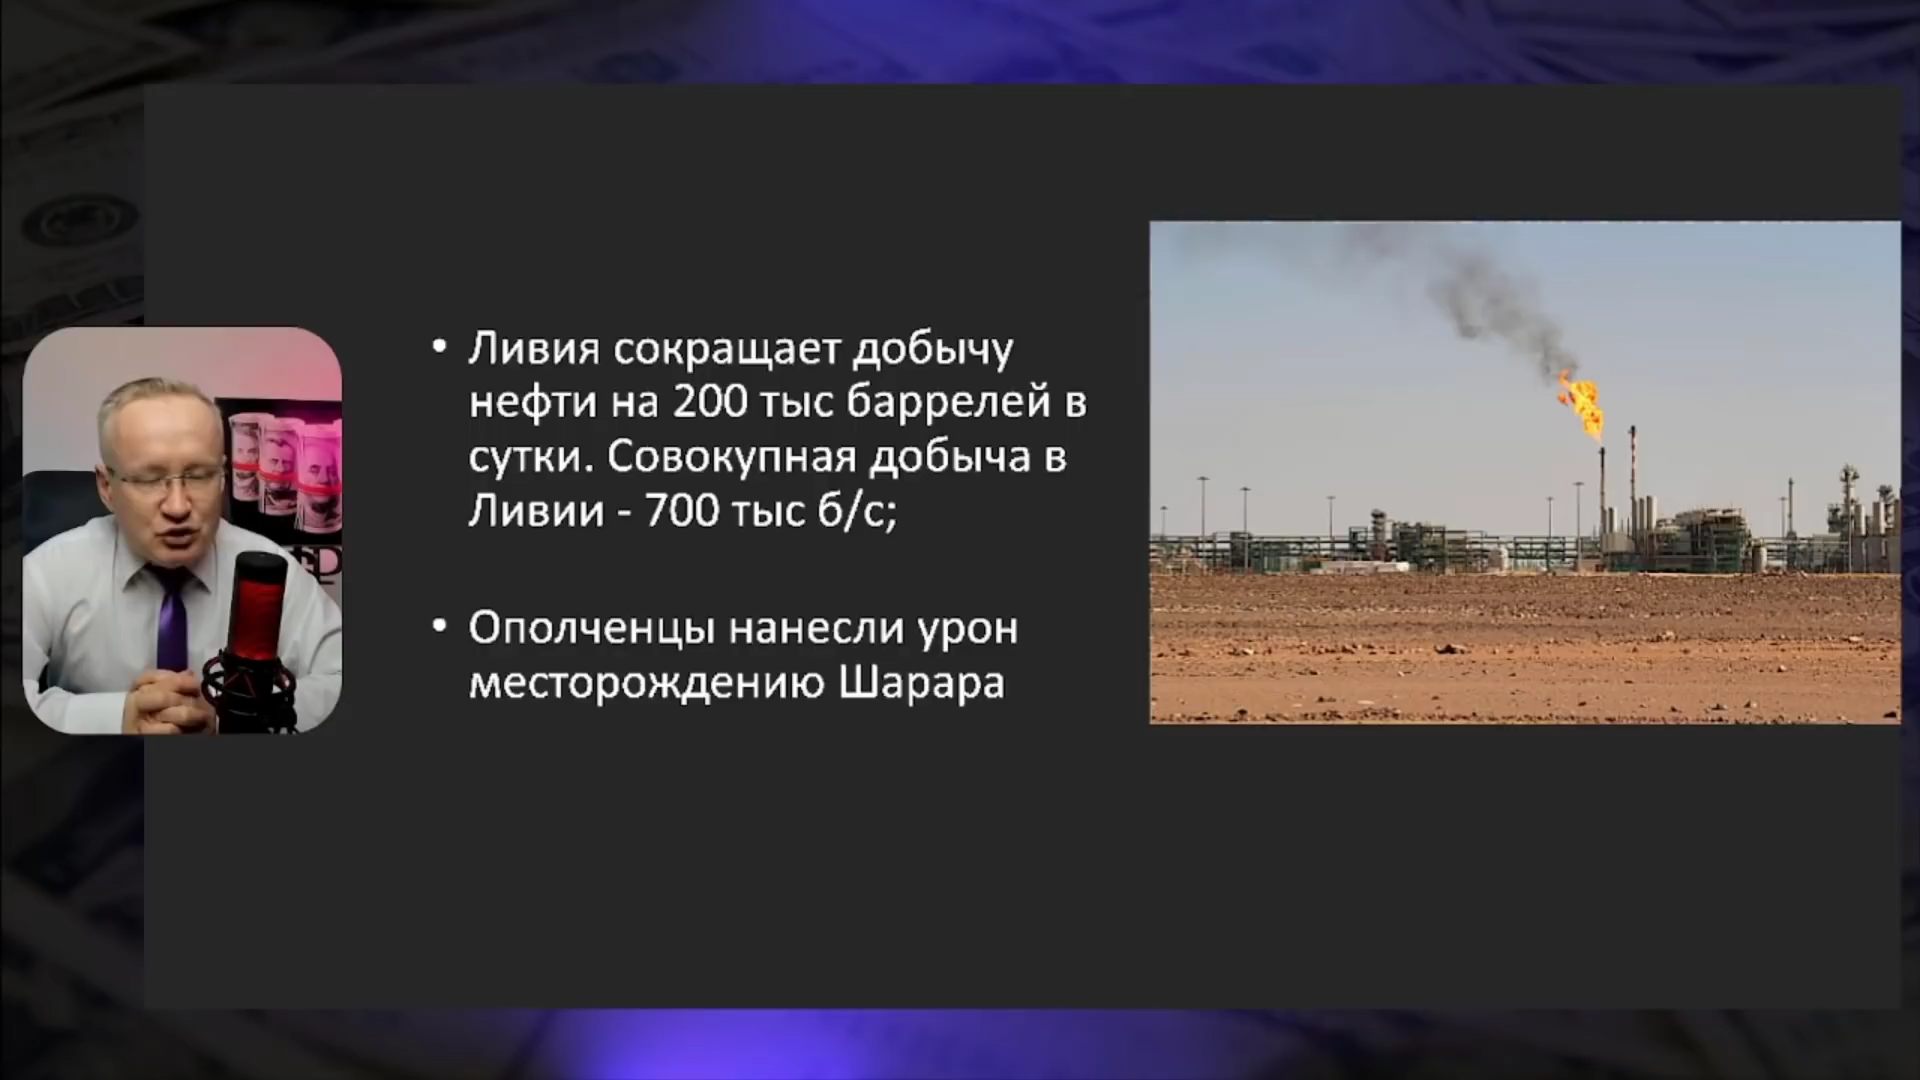 • Ливия сокращает добычу
нефти на 200 тыс баррелей в
сутки. Совокупная добыча в
Ливии - 700 тыс б/с;
• Ополченцы нанесли урон
месторождению Шарара